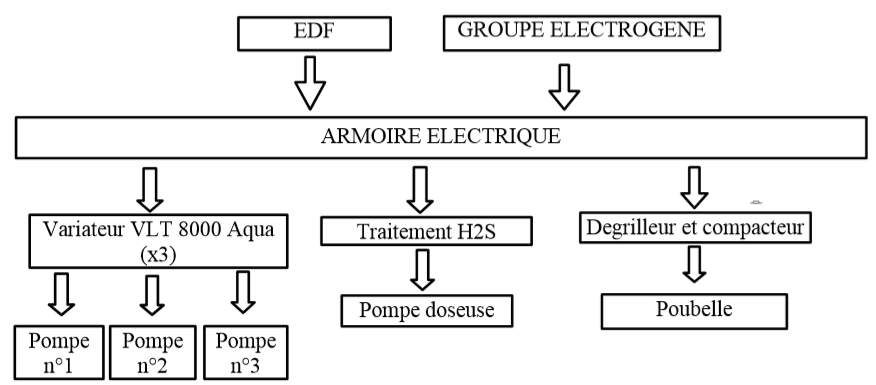 EDF
GROUPE ELECTROGENE
ARMOIRE ELECTRIQUE
Variateur VLT 8000 Aqua
(x3)
Traitement H2S
Degrilleur et compacteur
Pompe doseuse
Poubelle
Pompe
n°1
Pompe
n°2
Pompe
n°3